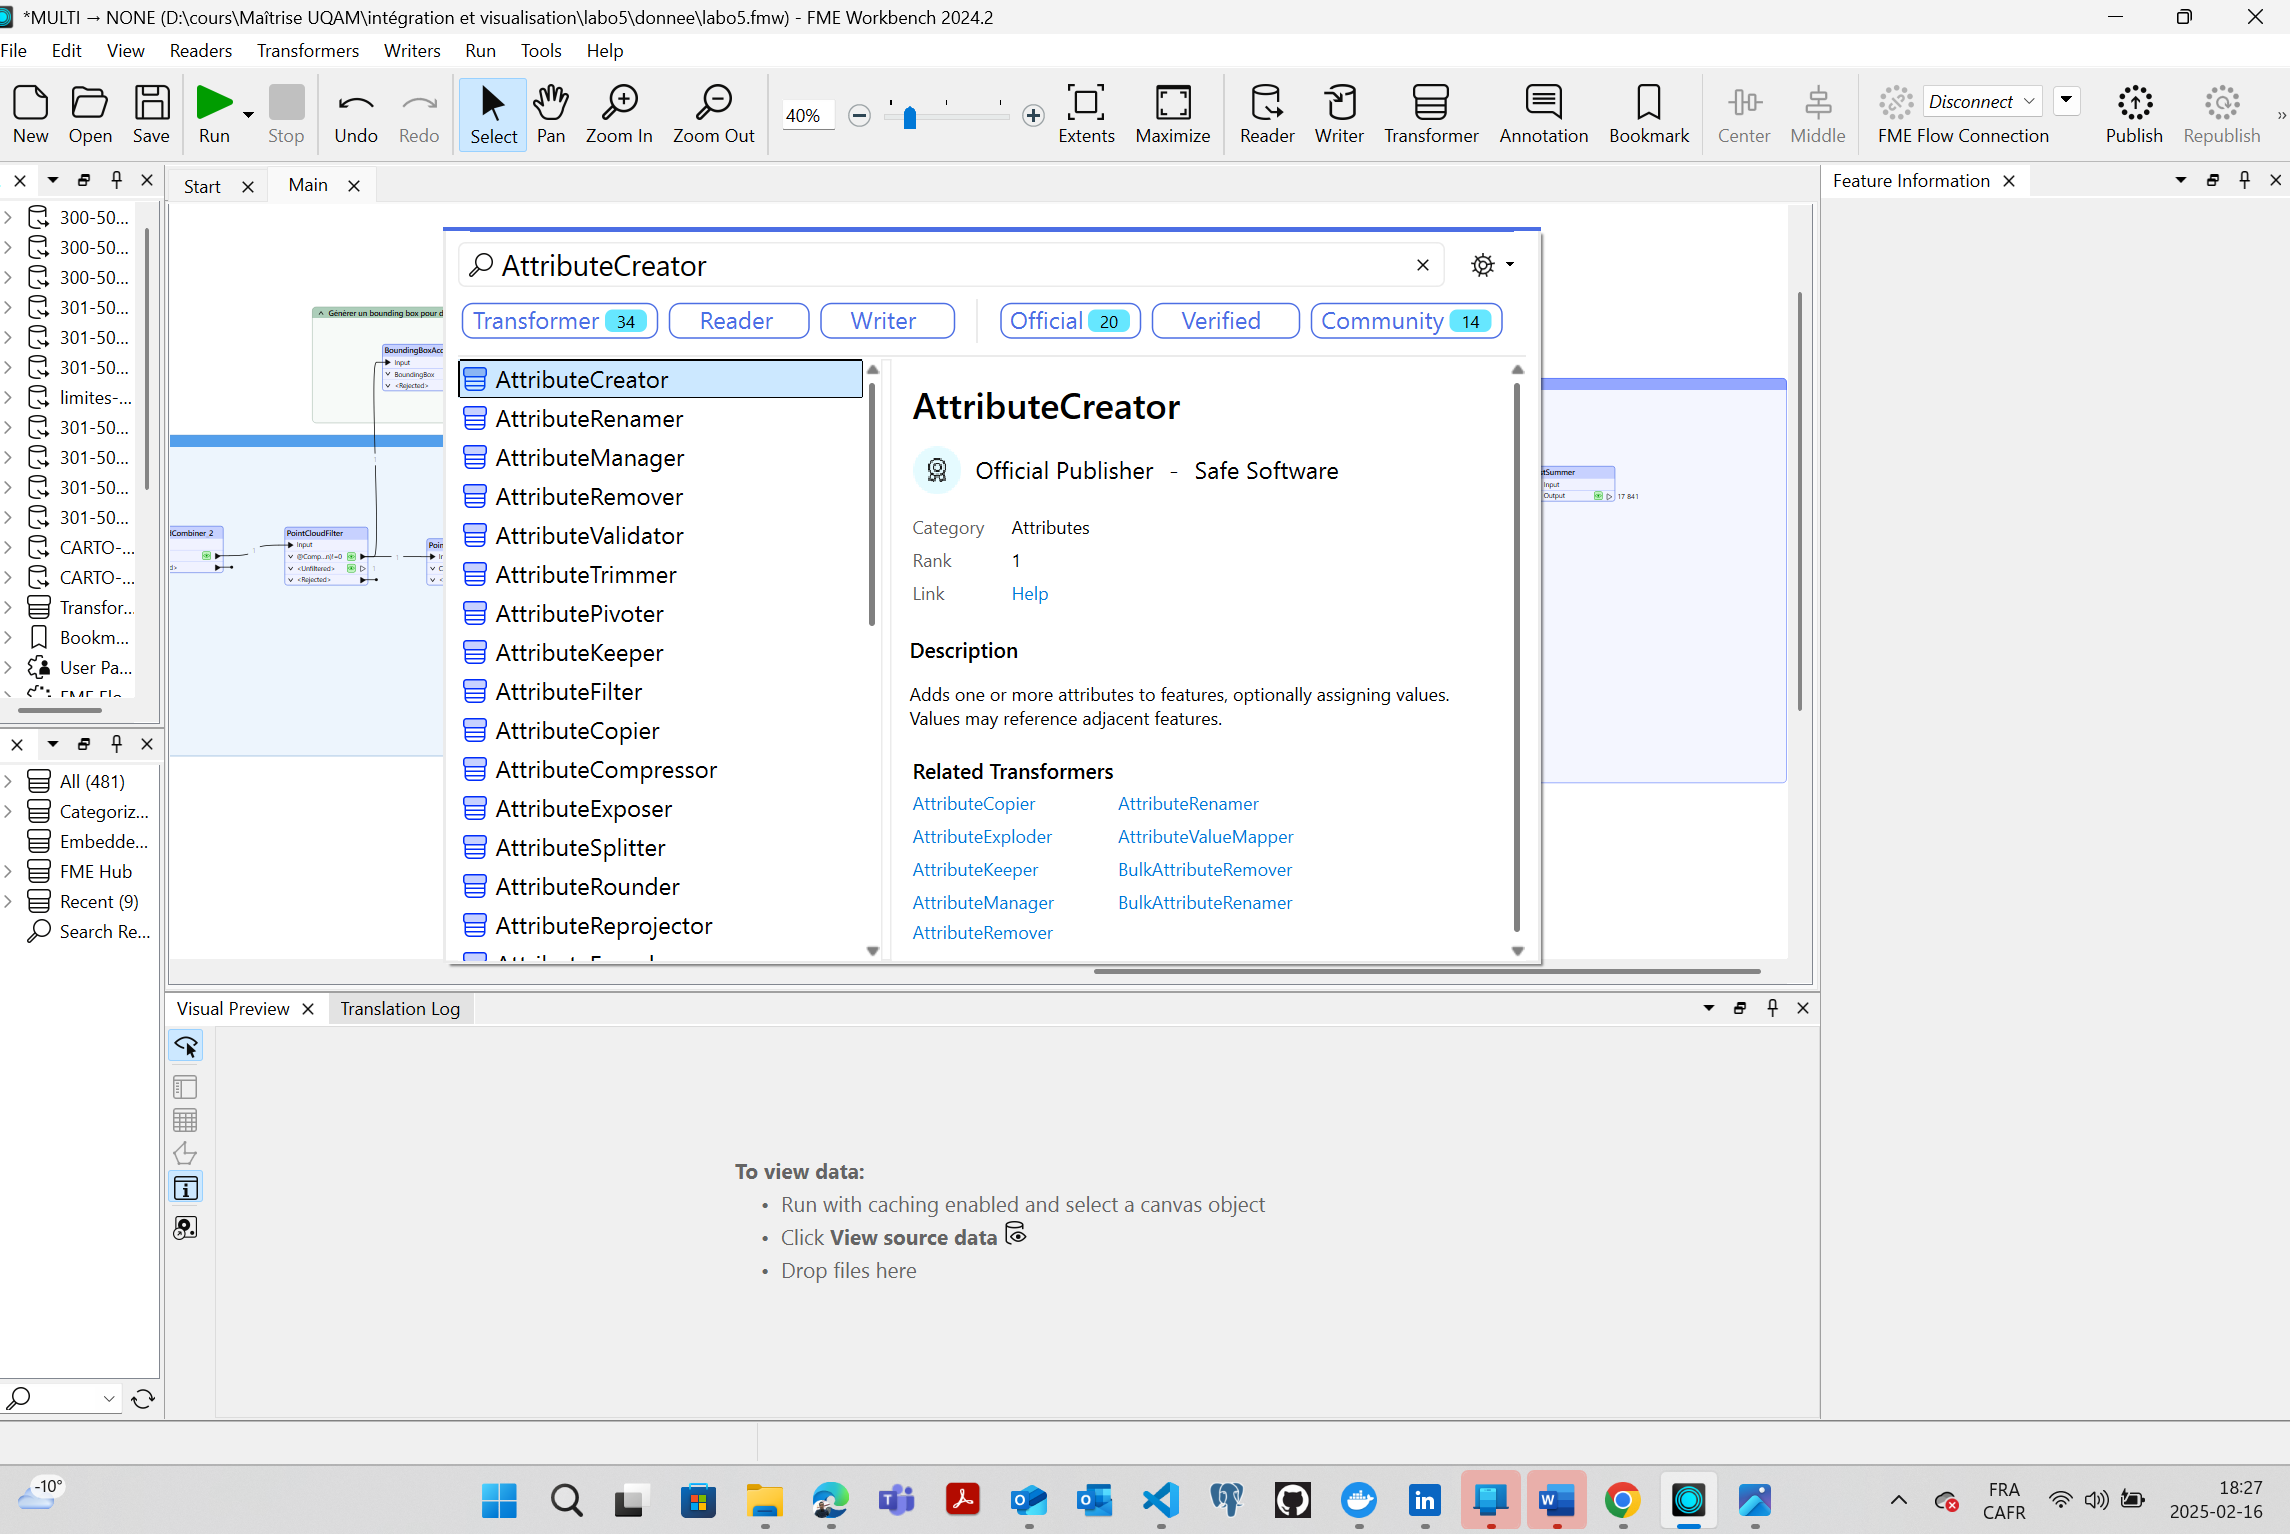 *MULTI → NONE (D:\cours\Maîtrise UQAM\intégration et visualisation\labo5\donnee\labo5.fmw) - FME Workbench 2024.2
File Edit View Readers Transformers Writers Run Tools Help
New Open Save Run Stop Undo Redo Select Pan Zoom In Zoom Out 40% Extents Maximize Reader Writer Transformer Annotation Bookmark Center Middle Disconnect FME Flow Connection Publish Republish »
Start Main
Feature Information
300-50...
300-50...
300-50...
301-50...
301-50...
301-50...
limites-...
301-50...
301-50...
301-50...
301-50...
CARTO-...
CARTO-...
Transfor...
Bookm...
User Pa...
All (481)
Categoriz...
Embedde...
FME Hub
Recent (9)
Search Re...
Générer un bounding box pour d
BoundingBoxAcc
Input
BoundingBox
<Rejected>
lCombiner_2
PointCloudFilter
Input
@Comp...n()!=0
<Unfiltered>
<Rejected>
1
1
1
1
Poin
AttributeCreator
Transformer 34 Reader Writer Official 20 Verified Community 14
AttributeCreator
AttributeRenamer
AttributeManager
AttributeRemover
AttributeValidator
AttributeTrimmer
AttributePivoter
AttributeKeeper
AttributeFilter
AttributeCopier
AttributeCompressor
AttributeExposer
AttributeSplitter
AttributeRounder
AttributeReprojector
AttributeCreator
Official Publisher - Safe Software
Category Attributes
Rank 1
Link Help
Description
Adds one or more attributes to features, optionally assigning values.
Values may reference adjacent features.
Related Transformers
AttributeCopier AttributeRenamer
AttributeExploder AttributeValueMapper
AttributeKeeper BulkAttributeRemover
AttributeManager BulkAttributeRenamer
AttributeRemover
stSummer
Input
Output
17 841
Visual Preview Translation Log
To view data:
• Run with caching enabled and select a canvas object
• Click View source data
• Drop files here
-10°
FRA
CAFR
18:27
2025-02-16